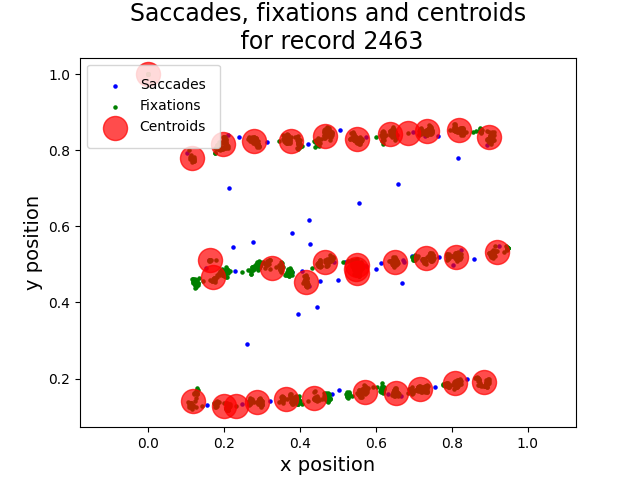 Saccades, fixations and centroids
for record 2463
1.0
0.8
0.6
0.4
0.2
y position
Saccades
Fixations
Centroids
0.0 0.2 0.4 0.6 0.8 1.0
x position